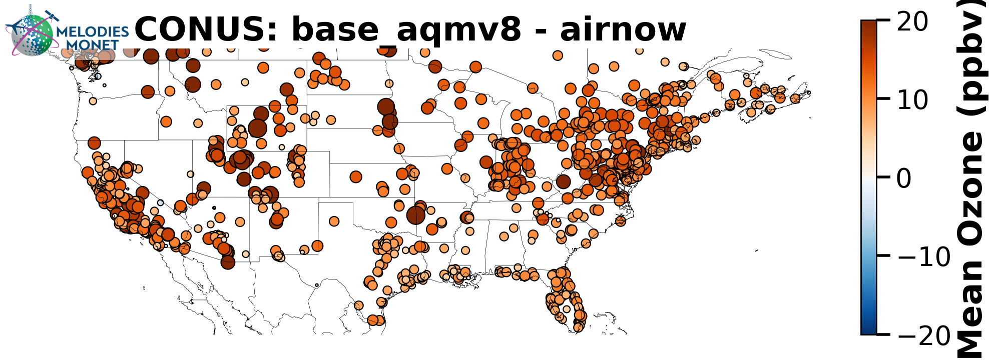 MELODIES
MONET
CONUS: base_aqmv8 - airnow
20
10
0
−10
−20
Mean Ozone (ppbv)